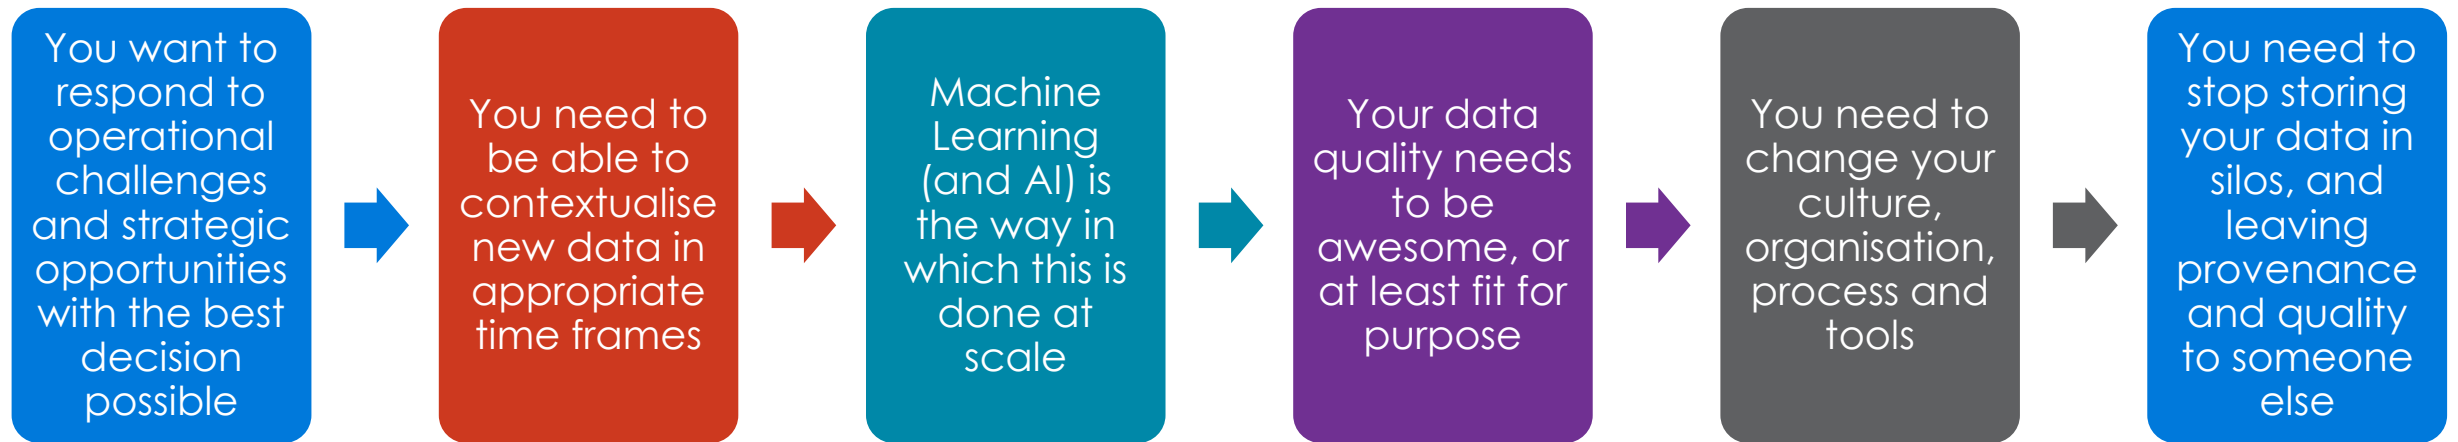 You want to
respond to
operational
challenges
and strategic
opportunities
with the best
decision
possible
You need to
be able to
contextualise
new data in
appropriate
time frames
Machine
Learning
(and AI) is
the way in
which this is
done at
scale
Your data
quality needs
to be
awesome, or
at least fit for
purpose
You need to
change your
culture,
organisation,
process and
tools
You need to
stop storing
your data in
silos, and
leaving
provenance
and quality
to someone
else